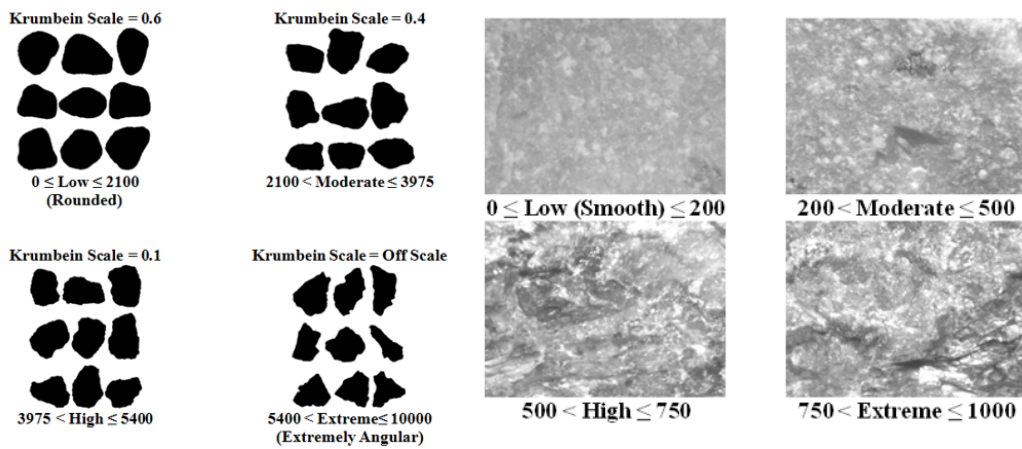 Krumbein Scale = 0.6
Krumbein Scale = 0.4
0 ≤ Low ≤ 2100
(Rounded)
2100 < Moderate ≤ 3975
0 ≤ Low (Smooth) ≤ 200
200 < Moderate ≤ 500
Krumbein Scale = 0.1
Krumbein Scale = Off Scale
3975 < High ≤ 5400
5400 < Extreme≤ 10000
(Extremely Angular)
500 < High ≤ 750
750 < Extreme ≤ 1000